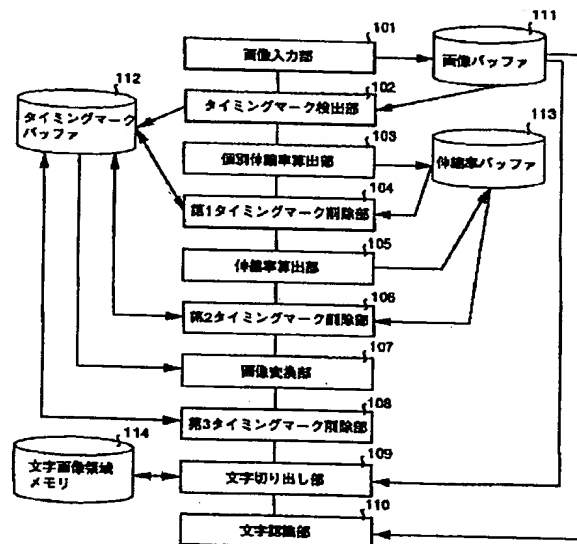 101
画像入力部
111
画像バッファ
112
タイミングマーク
バッファ
102
タイミングマーク検出部
103
個別伸縮率算出部
113
伸縮率バッファ
104
第1タイミングマーク削除部
105
伸縮率算出部
106
第2タイミングマーク削除部
107
画像変換部
108
第3タイミングマーク削除部
114
文字画像領域
メモリ
109
文字切り出し部
110
文字認識部